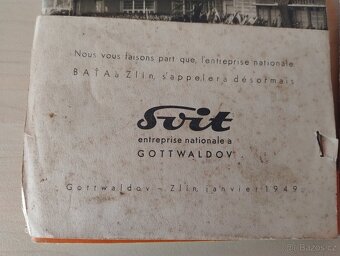 Nous vous faisons part que, l'entreprise nationale
BAŤA à Zlín, s'appelera désormais
Svit
entreprise nationale à
GOTTWALDOV
Gottwaldov – Zlín, janvier 1949
© Bazos.cz